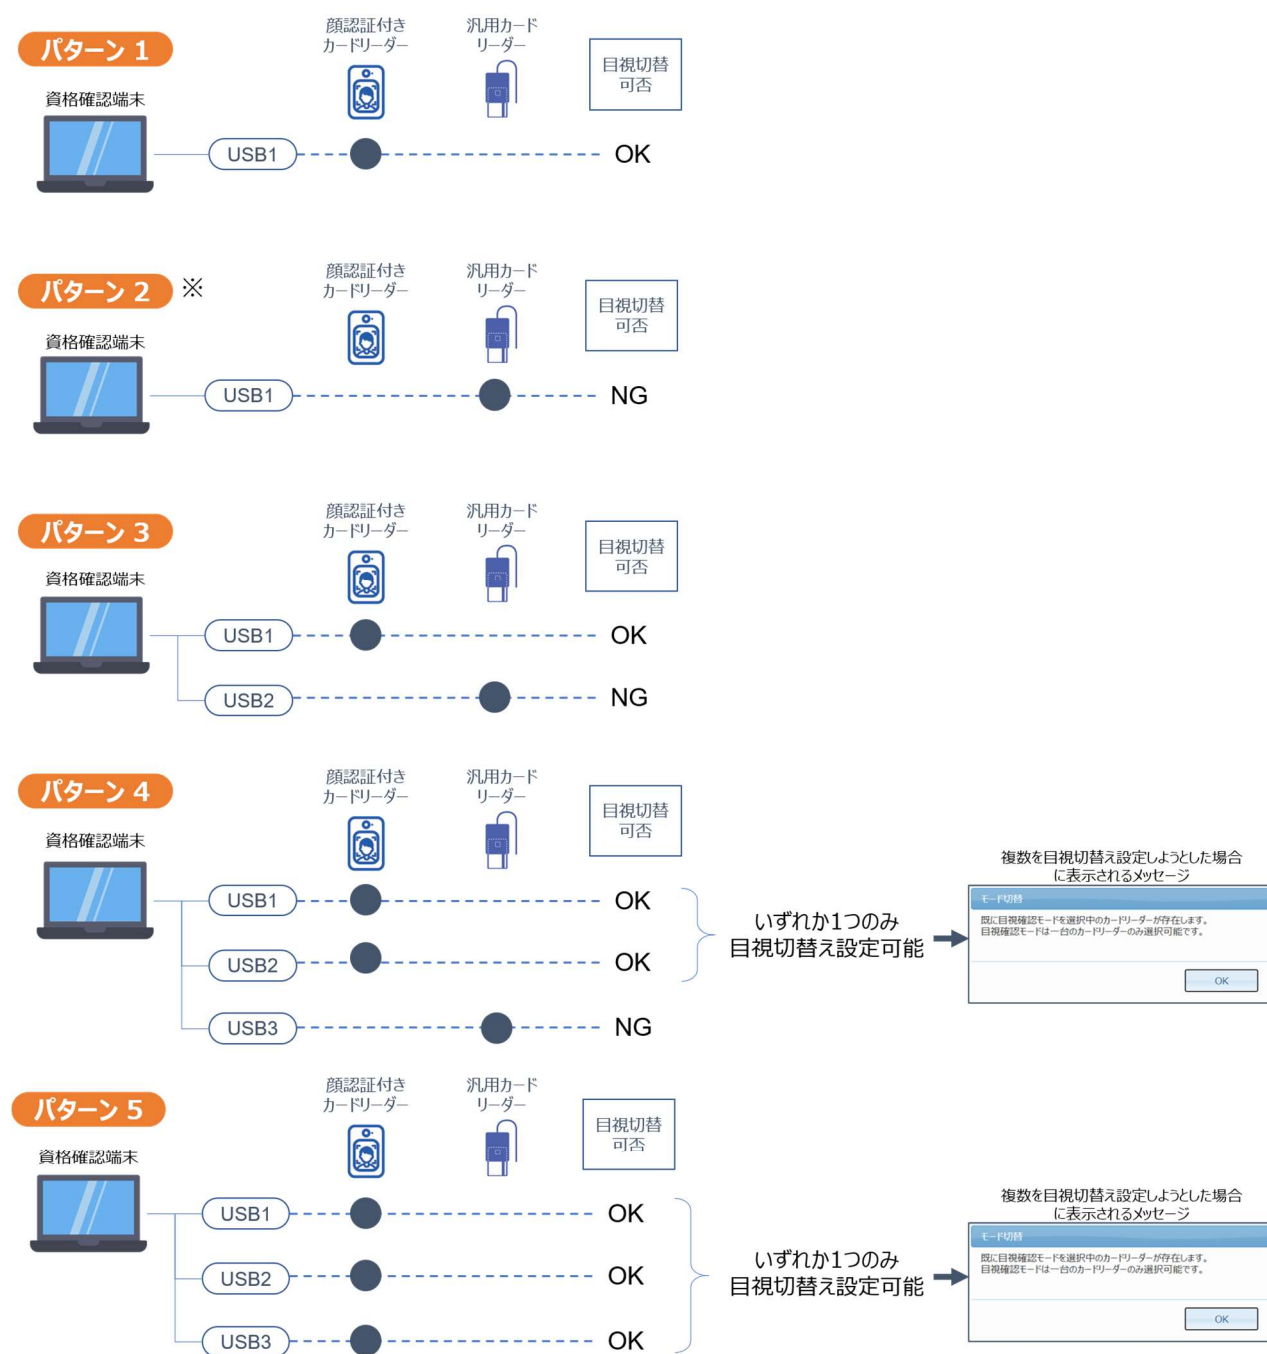 パターン 1
顔認証付き
カードリーダー
汎用カード
リーダー
目視切替
可否
資格確認端末
USB1
OK
パターン 2
※
顔認証付き
カードリーダー
汎用カード
リーダー
目視切替
可否
資格確認端末
USB1
NG
パターン 3
顔認証付き
カードリーダー
汎用カード
リーダー
目視切替
可否
資格確認端末
USB1
OK
USB2
NG
パターン 4
顔認証付き
カードリーダー
汎用カード
リーダー
目視切替
可否
資格確認端末
USB1
OK
USB2
OK
USB3
NG
いずれか1つのみ
目視切替え設定可能
複数を目視切替え設定しようとした場合
に表示されるメッセージ
モード切替
既に目視確認モードを選択中のカードリーダーが存在します。
目視確認モードは一台のカードリーダーのみ選択可能です。
OK
パターン 5
顔認証付き
カードリーダー
汎用カード
リーダー
目視切替
可否
資格確認端末
USB1
OK
USB2
OK
USB3
OK
いずれか1つのみ
目視切替え設定可能
複数を目視切替え設定しようとした場合
に表示されるメッセージ
モード切替
既に目視確認モードを選択中のカードリーダーが存在します。
目視確認モードは一台のカードリーダーのみ選択可能です。
OK